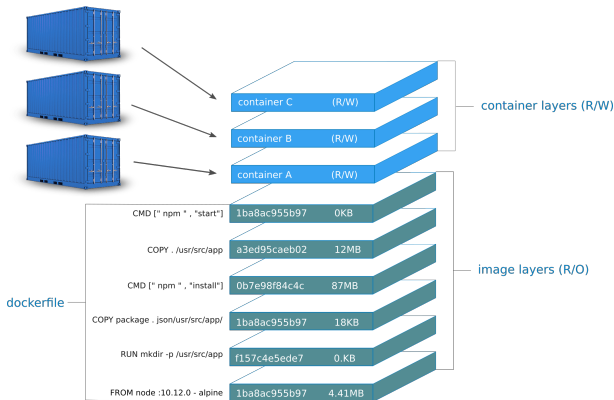 container C (R/W)
container layers (R/W)
container B (R/W)
container A (R/W)
CMD [" npm " , "start"] 1ba8ac955b97 0KB
COPY . /usr/src/app a3ed95caeb02 12MB
image layers (R/O)
CMD [" npm " , "install"] 0b7e98f84c4c 87MB
dockerfile
COPY package . json/usr/src/app/ 1ba8ac955b97 18KB
RUN mkdir -p /usr/src/app f157c4e5ede7 0.KB
FROM node :10.12.0 - alpine 1ba8ac955b97 4.41MB